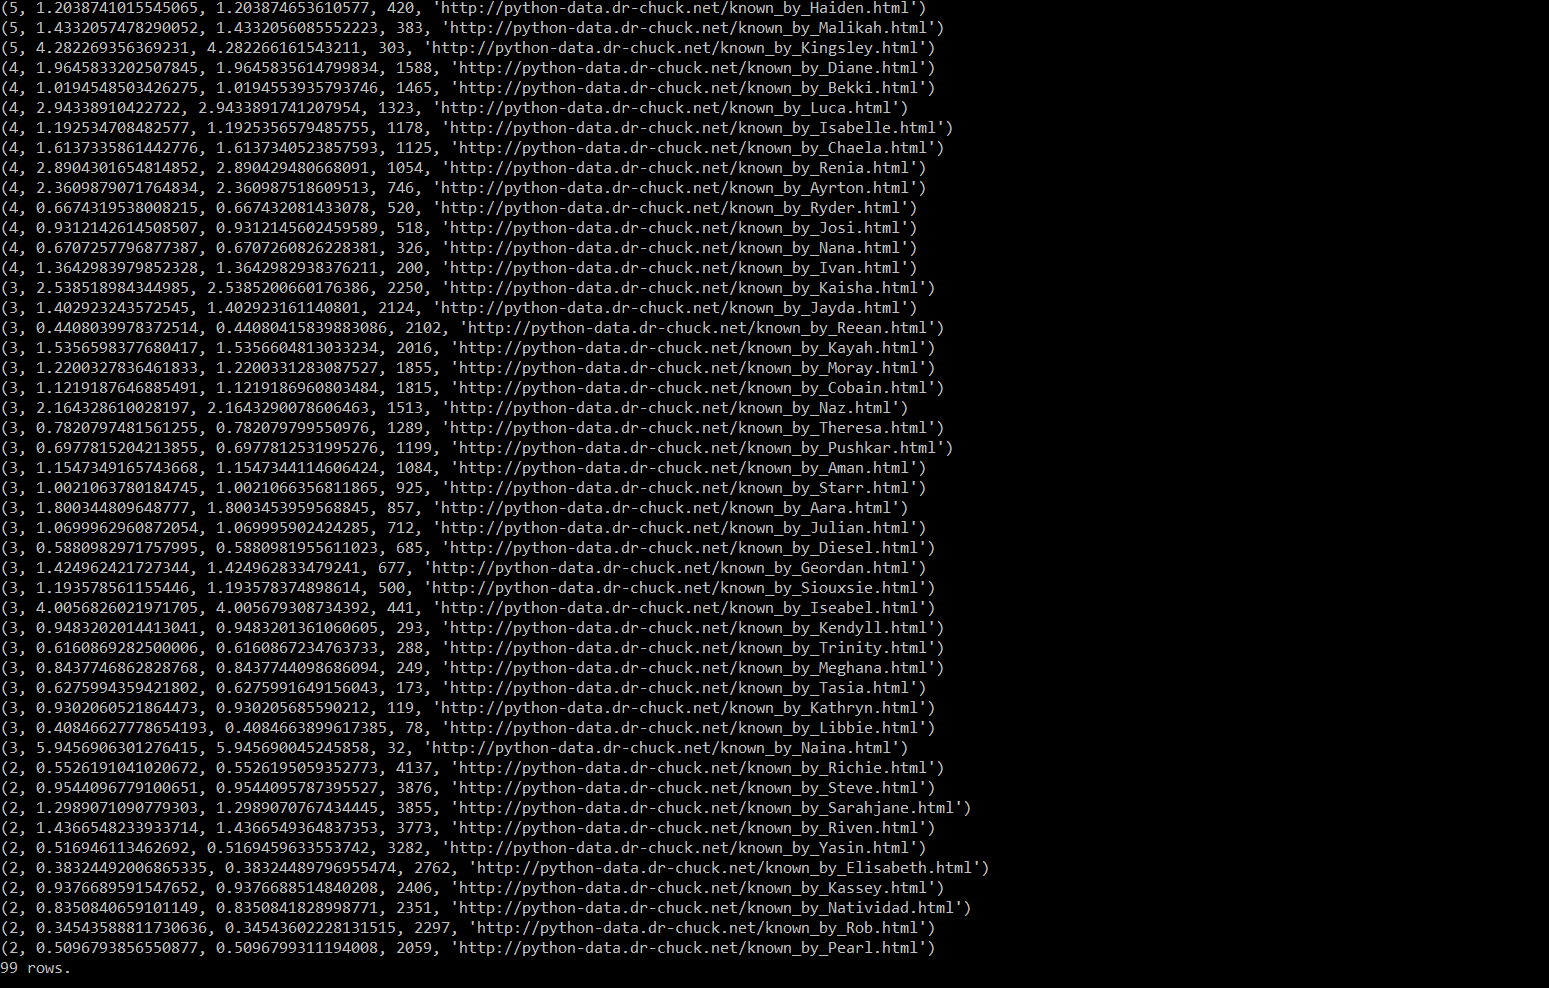 (5, 1.2038741015545065, 1.203874653610577, 420, 'http://python-data.dr-chuck.net/known_by_Haiden.html')
(5, 1.4332057478290052, 1.4332056085552223, 383, 'http://python-data.dr-chuck.net/known_by_Malikah.html')
(5, 4.282269356369231, 4.282266161543211, 303, 'http://python-data.dr-chuck.net/known_by_Kingsley.html')
(4, 1.9645833202507845, 1.9645835614799834, 1588, 'http://python-data.dr-chuck.net/known_by_Diane.html')
(4, 1.0194548503426275, 1.0194553935793746, 1465, 'http://python-data.dr-chuck.net/known_by_Bekki.html')
(4, 2.94338910422722, 2.9433891741207954, 1323, 'http://python-data.dr-chuck.net/known_by_Luca.html')
(4, 1.192534708482577, 1.1925356579485755, 1178, 'http://python-data.dr-chuck.net/known_by_Isabelle.html')
(4, 1.6137335861442776, 1.6137340523857593, 1125, 'http://python-data.dr-chuck.net/known_by_Chaela.html')
(4, 2.8904301654814852, 2.890429480668091, 1054, 'http://python-data.dr-chuck.net/known_by_Renia.html')
(4, 2.3609879071764834, 2.360987518609513, 746, 'http://python-data.dr-chuck.net/known_by_Ayrton.html')
(4, 0.6674319538008215, 0.667432081433078, 520, 'http://python-data.dr-chuck.net/known_by_Ryder.html')
(4, 0.9312142614508507, 0.9312145602459589, 518, 'http://python-data.dr-chuck.net/known_by_Josi.html')
(4, 0.6707257796877387, 0.6707260826228381, 326, 'http://python-data.dr-chuck.net/known_by_Nana.html')
(4, 1.3642983979852328, 1.3642982938376211, 200, 'http://python-data.dr-chuck.net/known_by_Ivan.html')
(3, 2.538518984344985, 2.5385200660176386, 2250, 'http://python-data.dr-chuck.net/known_by_Kaisha.html')
(3, 1.402923243572545, 1.402923161140801, 2124, 'http://python-data.dr-chuck.net/known_by_Jayda.html')
(3, 0.4408039978372514, 0.44080415839883086, 2102, 'http://python-data.dr-chuck.net/known_by_Reean.html')
(3, 1.5356598377680417, 1.5356604813033234, 2016, 'http://python-data.dr-chuck.net/known_by_Kayah.html')
(3, 1.2200327836461833, 1.2200331283087527, 1855, 'http://python-data.dr-chuck.net/known_by_Moray.html')
(3, 1.1219187646885491, 1.1219186960803484, 1815, 'http://python-data.dr-chuck.net/known_by_Cobain.html')
(3, 2.164328610028197, 2.1643290078606463, 1513, 'http://python-data.dr-chuck.net/known_by_Naz.html')
(3, 0.7820797481561255, 0.782079799550976, 1289, 'http://python-data.dr-chuck.net/known_by_Theresa.html')
(3, 0.6977815204213855, 0.6977812531995276, 1199, 'http://python-data.dr-chuck.net/known_by_Pushkar.html')
(3, 1.1547349165743668, 1.1547344114606424, 1084, 'http://python-data.dr-chuck.net/known_by_Aman.html')
(3, 1.0021063780184745, 1.0021066356811865, 925, 'http://python-data.dr-chuck.net/known_by_Starr.html')
(3, 1.800344809648777, 1.8003453959568845, 857, 'http://python-data.dr-chuck.net/known_by_Aara.html')
(3, 1.0699962960872054, 1.069995902424285, 712, 'http://python-data.dr-chuck.net/known_by_Julian.html')
(3, 0.5880982971757995, 0.5880981955611023, 685, 'http://python-data.dr-chuck.net/known_by_Diesel.html')
(3, 1.424962421727344, 1.424962833479241, 677, 'http://python-data.dr-chuck.net/known_by_Geordan.html')
(3, 1.193578561155446, 1.193578374898614, 500, 'http://python-data.dr-chuck.net/known_by_Siouxsie.html')
(3, 4.0056826021971705, 4.005679308734392, 441, 'http://python-data.dr-chuck.net/known_by_Iseabel.html')
(3, 0.9483202014413041, 0.9483201361060605, 293, 'http://python-data.dr-chuck.net/known_by_Kendyll.html')
(3, 0.6160869282500006, 0.6160867234763733, 288, 'http://python-data.dr-chuck.net/known_by_Trinity.html')
(3, 0.8437746862828768, 0.8437744098686094, 249, 'http://python-data.dr-chuck.net/known_by_Meghana.html')
(3, 0.6275994359421802, 0.6275991649156043, 173, 'http://python-data.dr-chuck.net/known_by_Tasia.html')
(3, 0.9302060521864473, 0.930205685590212, 119, 'http://python-data.dr-chuck.net/known_by_Kathryn.html')
(3, 0.40846627778654193, 0.4084663899617385, 78, 'http://python-data.dr-chuck.net/known_by_Libbie.html')
(3, 5.9456906301276415, 5.945690045245858, 32, 'http://python-data.dr-chuck.net/known_by_Naina.html')
(2, 0.5526191041020672, 0.5526195059352773, 4137, 'http://python-data.dr-chuck.net/known_by_Richie.html')
(2, 0.9544096779100651, 0.9544095787395527, 3876, 'http://python-data.dr-chuck.net/known_by_Steve.html')
(2, 1.2989071090779303, 1.2989070767434445, 3855, 'http://python-data.dr-chuck.net/known_by_Sarahjane.html')
(2, 1.4366548233933714, 1.4366549364837353, 3773, 'http://python-data.dr-chuck.net/known_by_Riven.html')
(2, 0.516946113462692, 0.5169459633553742, 3282, 'http://python-data.dr-chuck.net/known_by_Yasin.html')
(2, 0.38324492006865335, 0.38324489796955474, 2762, 'http://python-data.dr-chuck.net/known_by_Elisabeth.html')
(2, 0.9376689591547652, 0.9376688514840208, 2406, 'http://python-data.dr-chuck.net/known_by_Kassey.html')
(2, 0.8350840659101149, 0.8350841828998771, 2351, 'http://python-data.dr-chuck.net/known_by_Natividad.html')
(2, 0.34543588811730636, 0.34543602228131515, 2297, 'http://python-data.dr-chuck.net/known_by_Rob.html')
(2, 0.5096793856550877, 0.5096799311194008, 2059, 'http://python-data.dr-chuck.net/known_by_Pearl.html')
99 rows.